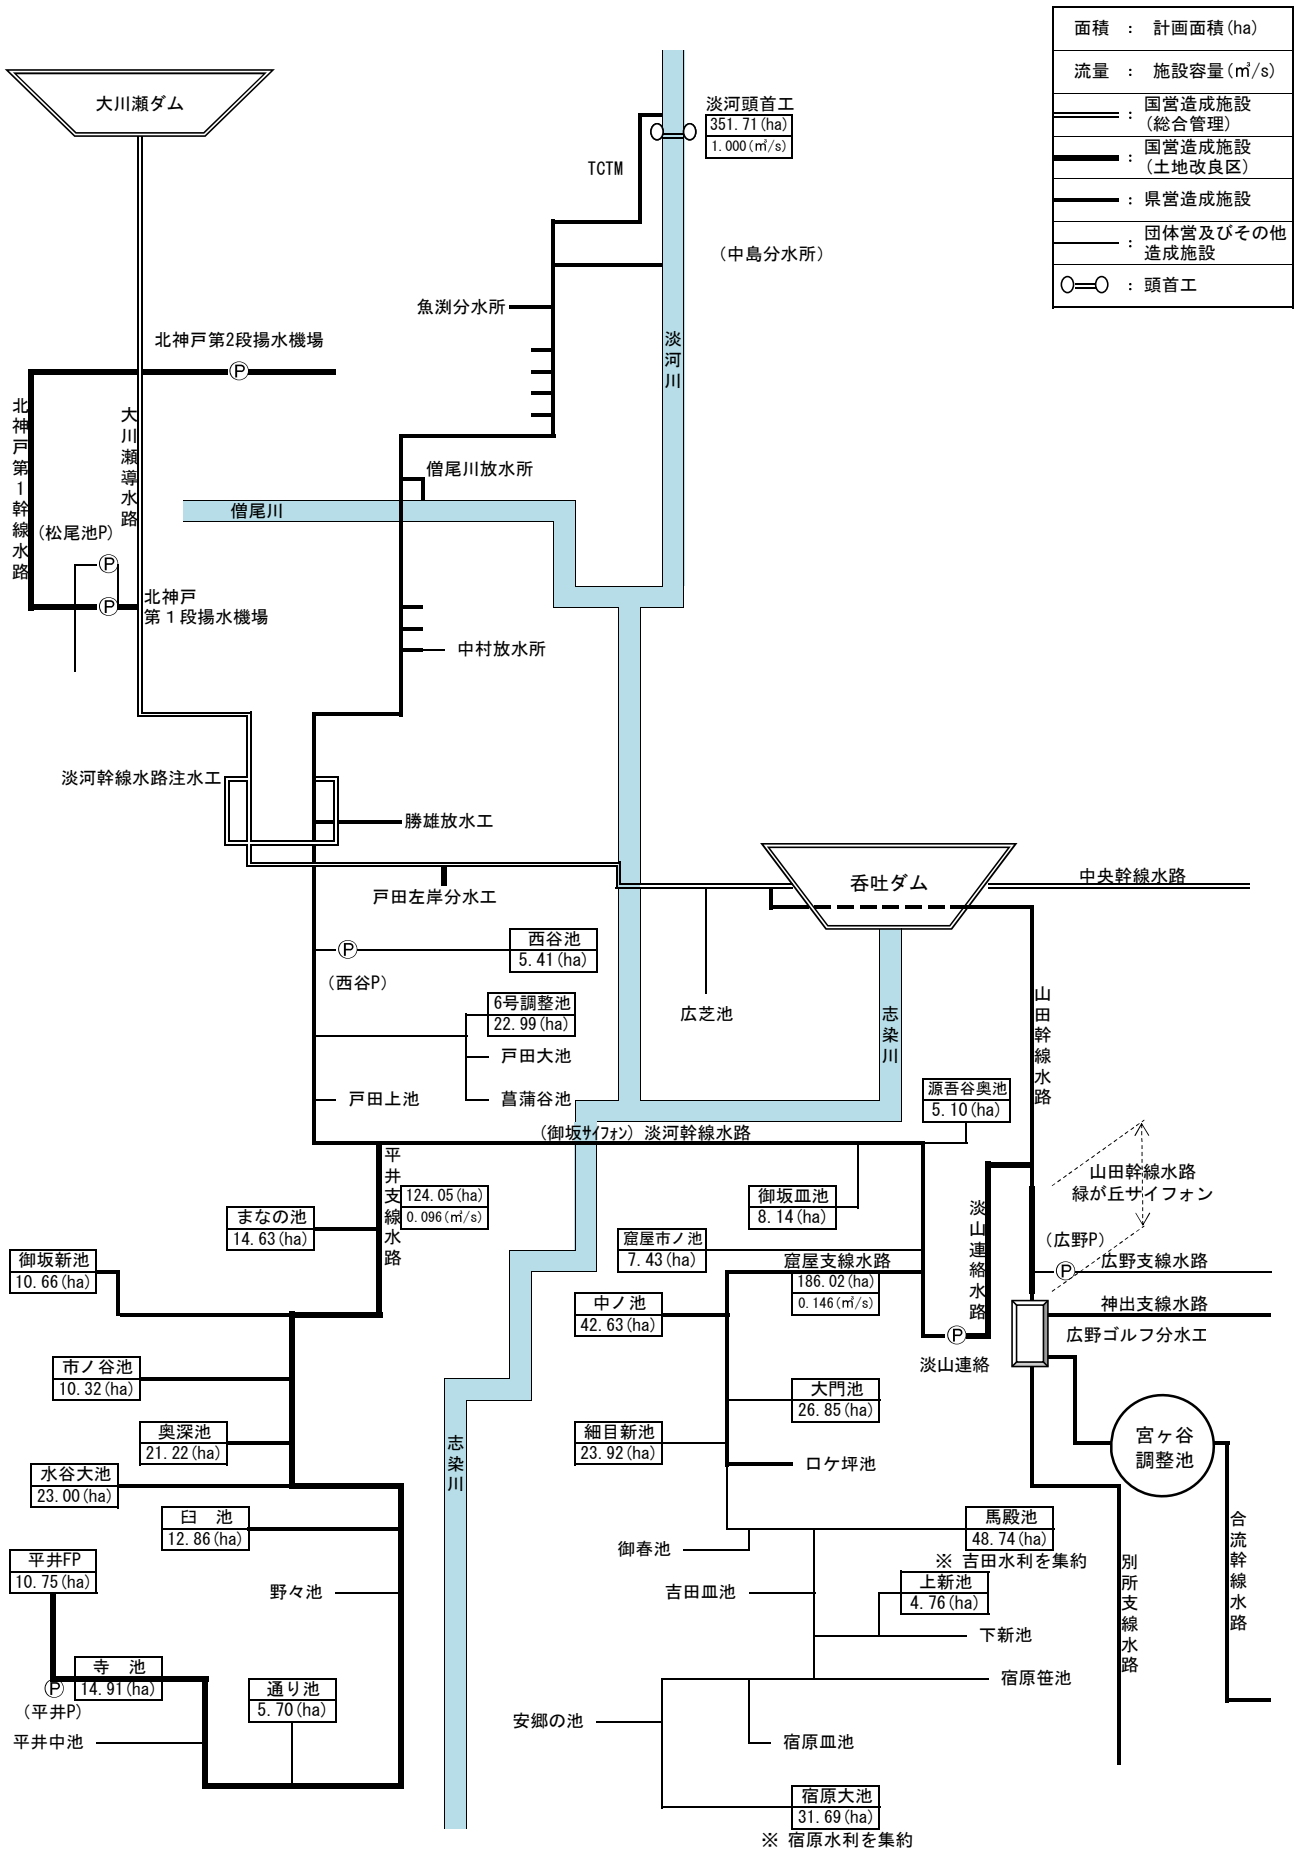 面積 : 計画面積(ha)
流量 : 施設容量(㎥/s)
: 国営造成施設
(総合管理)
: 国営造成施設
(土地改良区)
: 県営造成施設
: 団体営及びその他
造成施設
: 頭首工
大川瀬ダム
淡河頭首工
351.71(ha)
1.000(㎥/s)
TCTM
(中島分水所)
魚渕分水所
淡河川
北神戸第2段揚水機場
P
北神戸第1幹線水路
大川瀬導水路
僧尾川放水所
僧尾川
(松尾池P)
P
P
北神戸
第1段揚水機場
中村放水所
淡河幹線水路注水工
勝雄放水工
呑吐ダム
中央幹線水路
戸田左岸分水工
西谷池
5.41(ha)
P
(西谷P)
6号調整池
22.99(ha)
広芝池
志染川
山田幹線水路
戸田大池
戸田上池
菖蒲谷池
源吾谷奥池
5.10(ha)
(御坂サイフォン) 淡河幹線水路
平井支線水路
124.05(ha)
0.096(㎥/s)
山田幹線水路
緑が丘サイフォン
御坂皿池
8.14(ha)
淡山連絡水路
まなの池
14.63(ha)
窟屋市ノ池
7.43(ha)
(広野P)
P
広野支線水路
御坂新池
10.66(ha)
窟屋支線水路
186.02(ha)
0.146(㎥/s)
中ノ池
42.63(ha)
神出支線水路
広野ゴルフ分水工
P
淡山連絡
市ノ谷池
10.32(ha)
大門池
26.85(ha)
奥深池
21.22(ha)
細目新池
23.92(ha)
宮ヶ谷
調整池
志染川
ロケ坪池
水谷大池
23.00(ha)
臼 池
12.86(ha)
馬殿池
48.74(ha)
※ 吉田水利を集約
御春池
合流幹線水路
別所支線水路
平井FP
10.75(ha)
野々池
吉田皿池
上新池
4.76(ha)
下新池
寺 池
14.91(ha)
P
(平井P)
通り池
5.70(ha)
宿原笹池
安郷の池
平井中池
宿原皿池
宿原大池
31.69(ha)
※ 宿原水利を集約